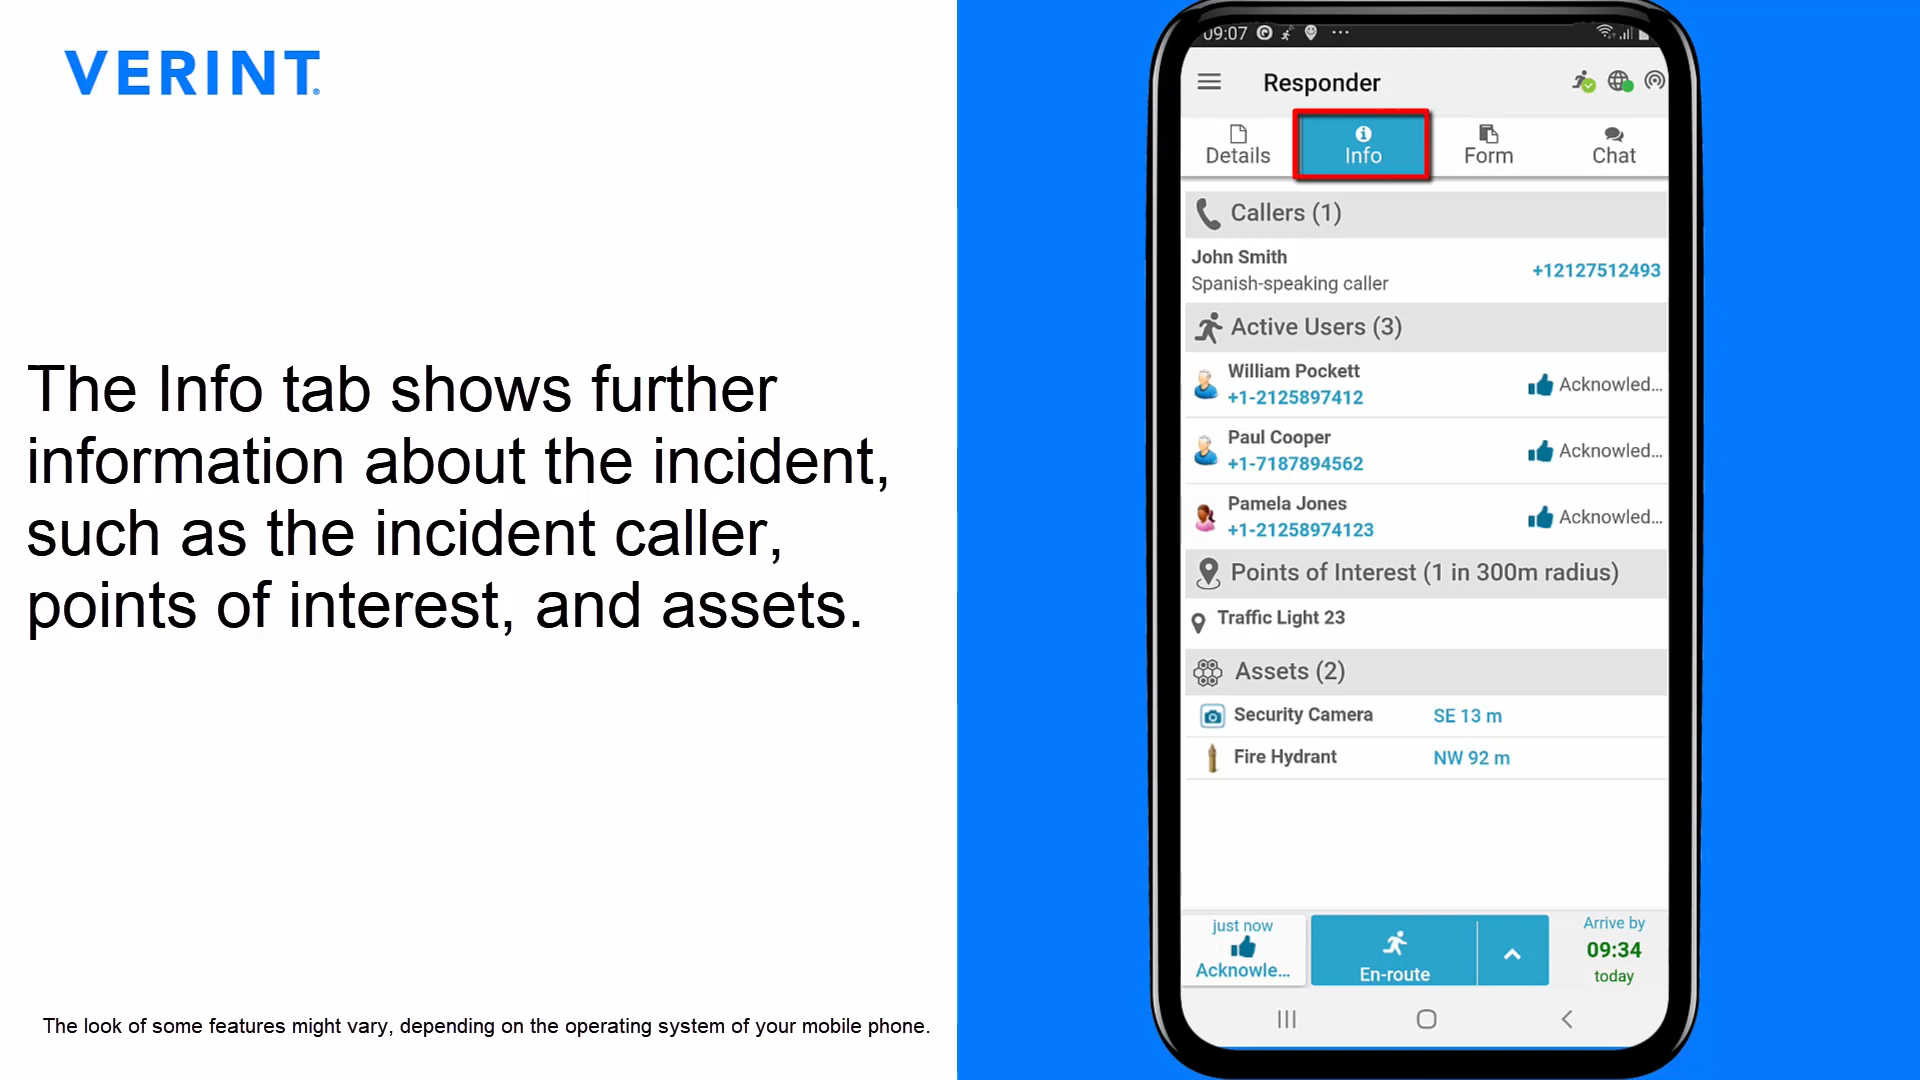 VERINT.
The Info tab shows further
information about the incident,
such as the incident caller,
points of interest, and assets.
The look of some features might vary, depending on the operating system of your mobile phone.
09:07 ...
Responder
Details Info Form Chat
Callers (1)
John Smith
+12127512493
Spanish-speaking caller
Active Users (3)
William Pockett
+1-2125897412
Acknowled...
Paul Cooper
+1-7187894562
Acknowled...
Pamela Jones
+1-21258974123
Acknowled...
Points of Interest (1 in 300m radius)
Traffic Light 23
Assets (2)
Security Camera SE 13 m
Fire Hydrant NW 92 m
just now
Acknowle...
En-route
Arrive by
09:34
today